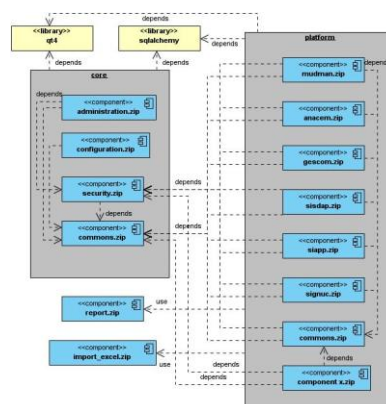 depends
<<library>>
qt4
<<library>>
sqlalchemy
depends
platform
depends
depends
core
<<component>>
mudman.zip
depends
depends
<<component>>
administration.zip
<<component>>
anacem.zip
<<component>>
configuration.zip
<<component>>
gescom.zip
<<component>>
security.zip
depends
<<component>>
sisdap.zip
depends
<<component>>
commons.zip
depends
<<component>>
siapp.zip
<<component>>
signuc.zip
<<component>>
report.zip
use
<<component>>
commons.zip
<<component>>
import_excel.zip
use
depends
depends
depends
<<component>>
component x.zip